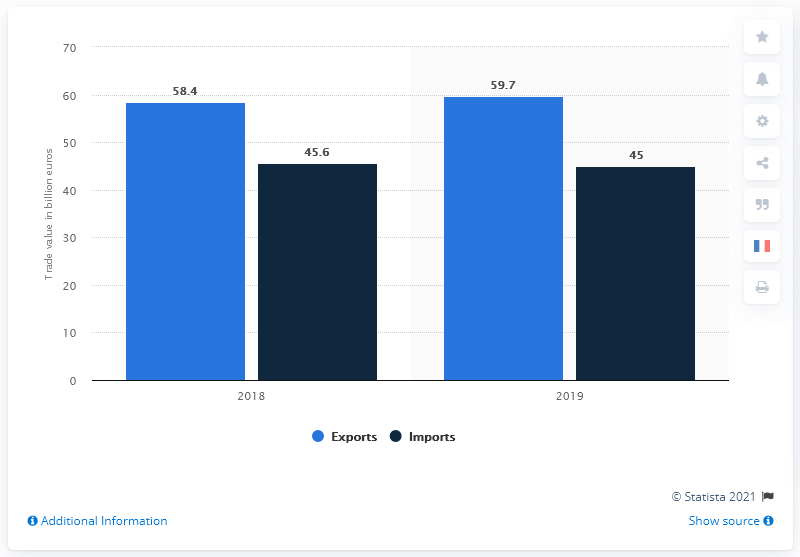 70
60
50
40
30
20
10
0
Trade value in billion euros
58.4
45.6
59.7
45
2018
2019
Exports
Imports
© Statista 2021
Additional Information
Show source